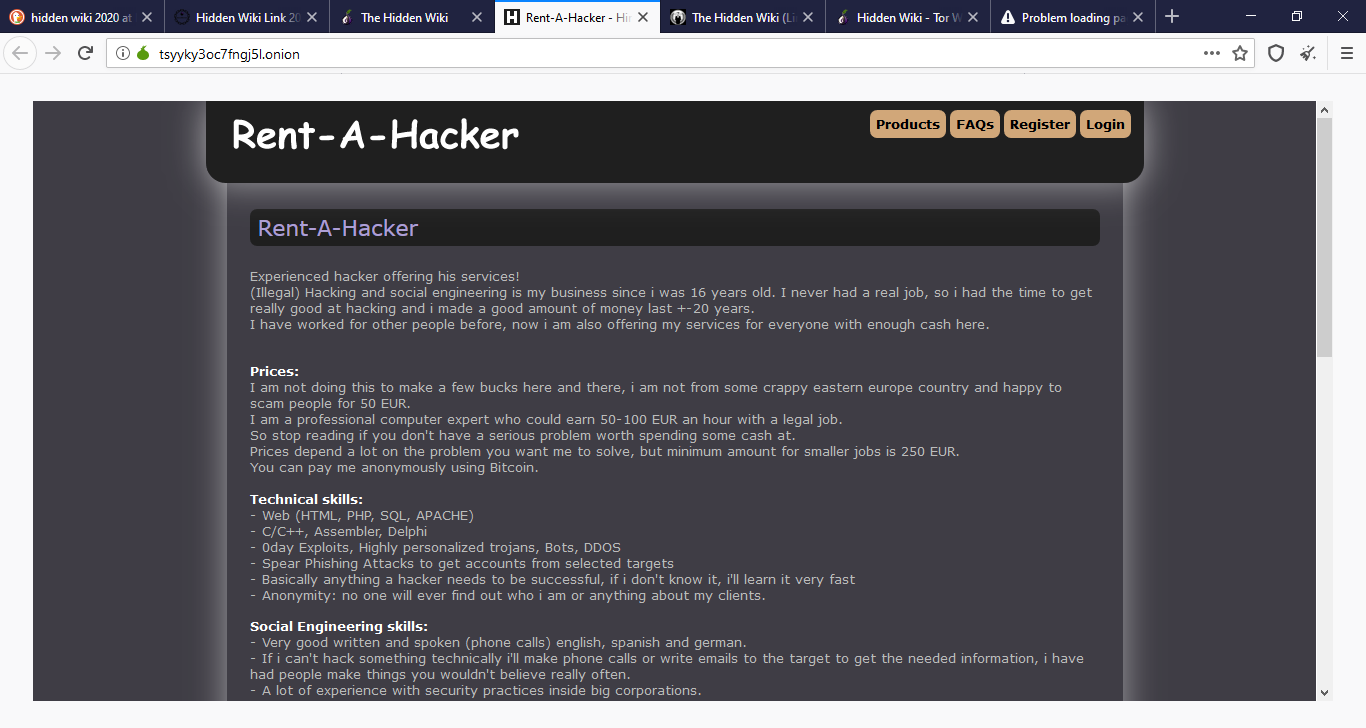 hidden wiki 2020 at
Hidden Wiki Link 20
The Hidden Wiki
Rent-A-Hacker - Hi
The Hidden Wiki (Li
Hidden Wiki - Tor W
Problem loading pa
tsyyky3oc7fngj5l.onion
Rent-A-Hacker
Products
FAQs
Register
Login
Rent-A-Hacker
Experienced hacker offering his services!
(Illegal) Hacking and social engineering is my business since i was 16 years old. I never had a real job, so i had the time to get
really good at hacking and i made a good amount of money last +-20 years.
I have worked for other people before, now i am also offering my services for everyone with enough cash here.
Prices:
I am not doing this to make a few bucks here and there, i am not from some crappy eastern europe country and happy to
scam people for 50 EUR.
I am a professional computer expert who could earn 50-100 EUR an hour with a legal job.
So stop reading if you don't have a serious problem worth spending some cash at.
Prices depend a lot on the problem you want me to solve, but minimum amount for smaller jobs is 250 EUR.
You can pay me anonymously using Bitcoin.
Technical skills:
- Web (HTML, PHP, SQL, APACHE)
- C/C++, Assembler, Delphi
- 0day Exploits, Highly personalized trojans, Bots, DDOS
- Spear Phishing Attacks to get accounts from selected targets
- Basically anything a hacker needs to be successful, if i don't know it, i'll learn it very fast
- Anonymity: no one will ever find out who i am or anything about my clients.
Social Engineering skills:
- Very good written and spoken (phone calls) english, spanish and german.
- If i can't hack something technically i'll make phone calls or write emails to the target to get the needed information, i have
had people make things you wouldn't believe really often.
- A lot of experience with security practices inside big corporations.